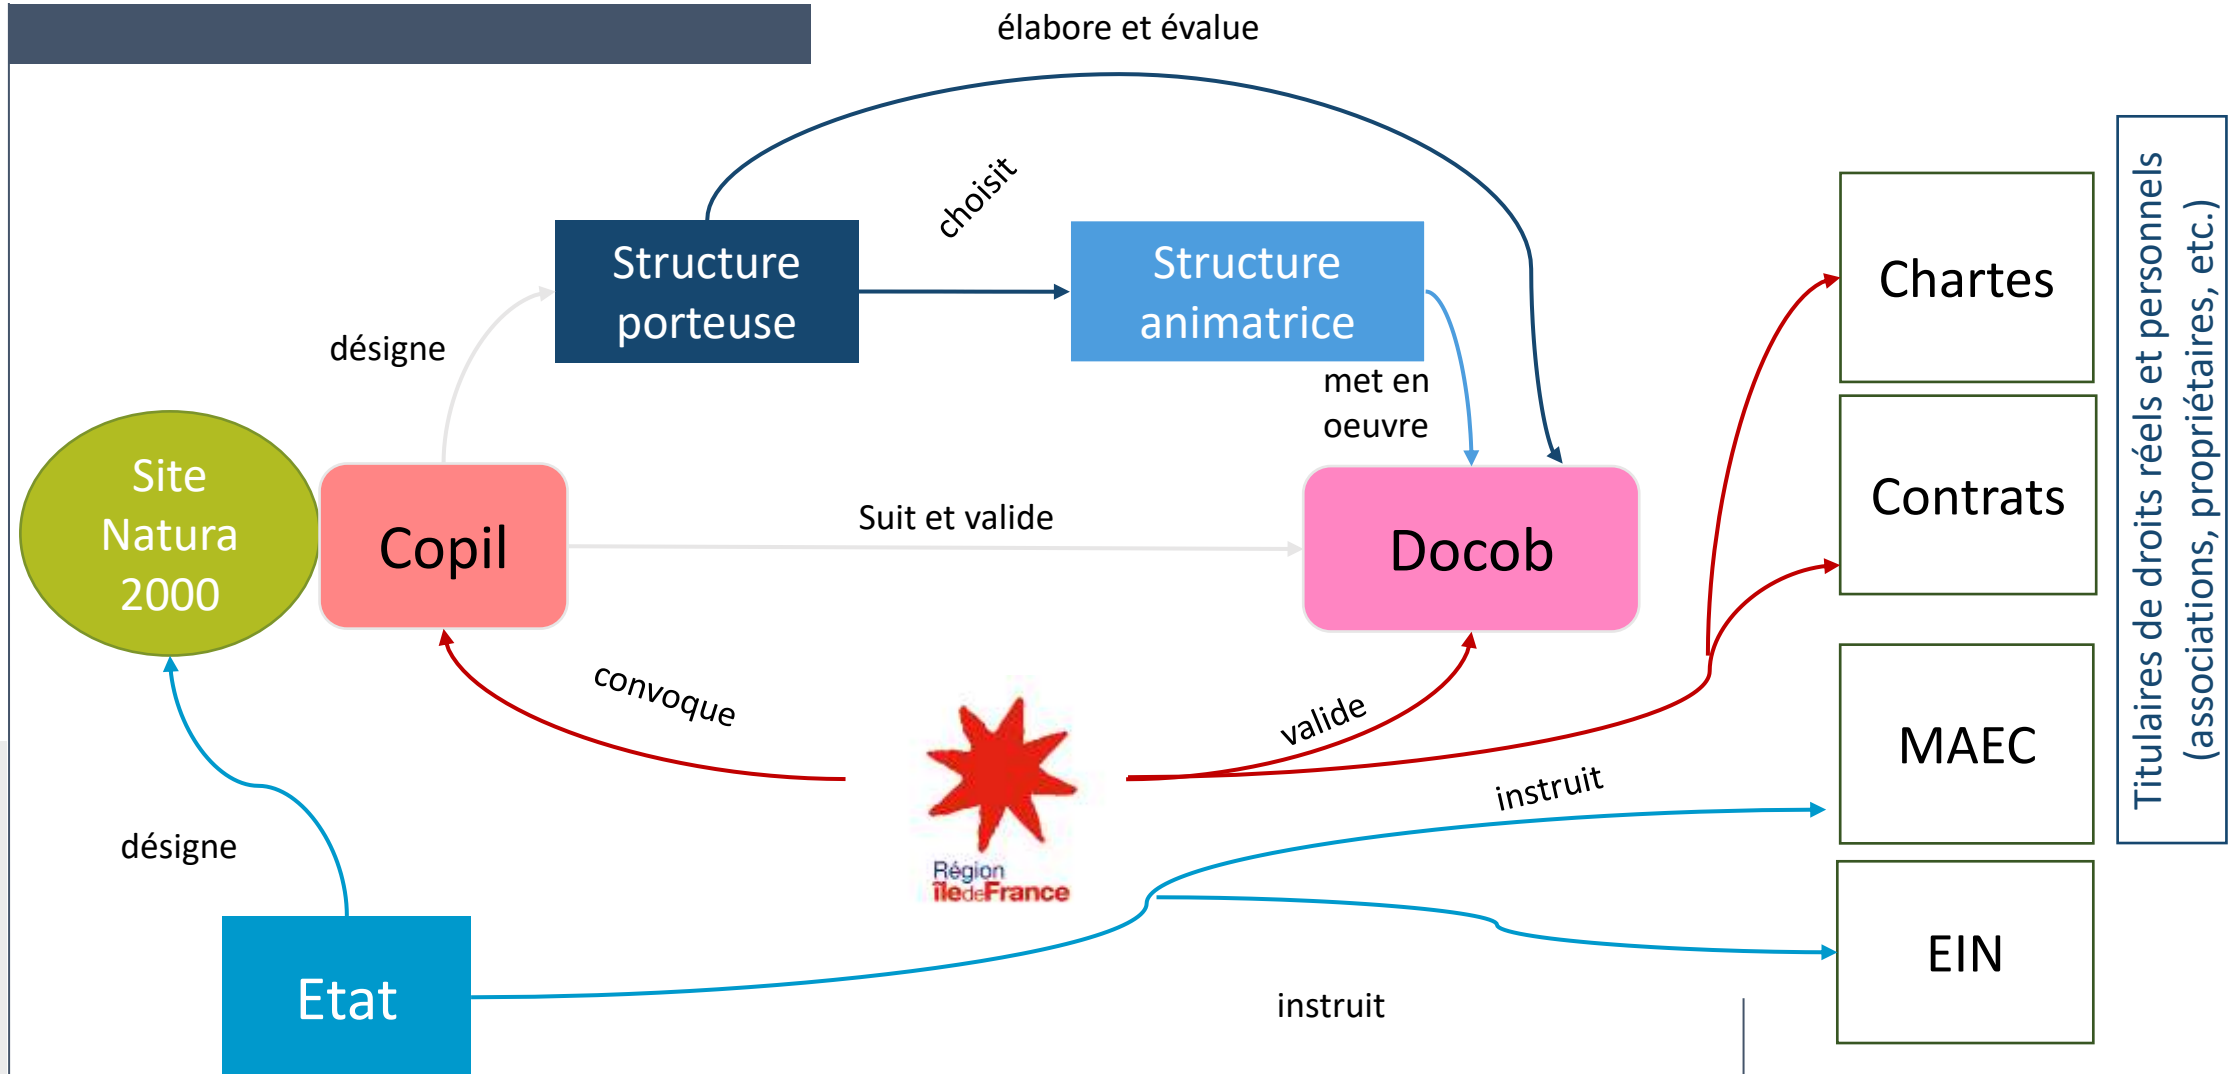 élabore et évalue
choisit
Structure
porteuse
Structure
animatrice
désigne
met en
oeuvre
Site
Natura
2000
Copil
Suit et valide
Docob
convoque
valide
Région
îledeFrance
instruit
désigne
Etat
instruit
Chartes
Contrats
MAEC
EIN
Titulaires de droits réels et personnels
(associations, propriétaires, etc.)